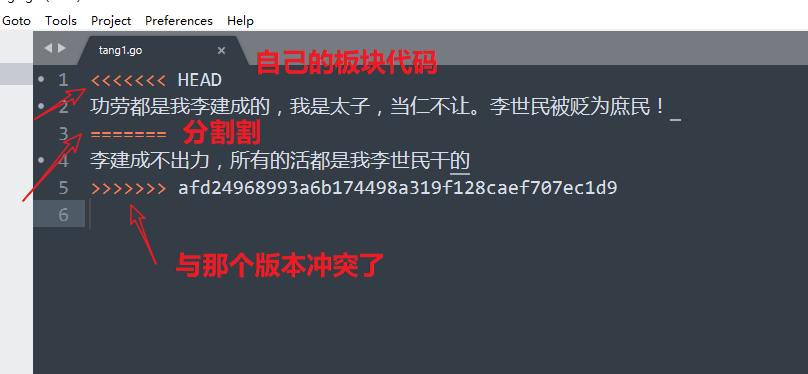 Goto Tools Project Preferences Help
tang1.go ×
自己的板块代码
1 <<<<<<< HEAD
2 功劳都是我李建成的，我是太子，当仁不让。李世民被贬为庶民！_
3 =======
分割割
4 李建成不出力，所有的活都是我李世民干的
5 >>>>>>> afd24968993a6b174498a319f128caef707ec1d9
6
与那个版本冲突了